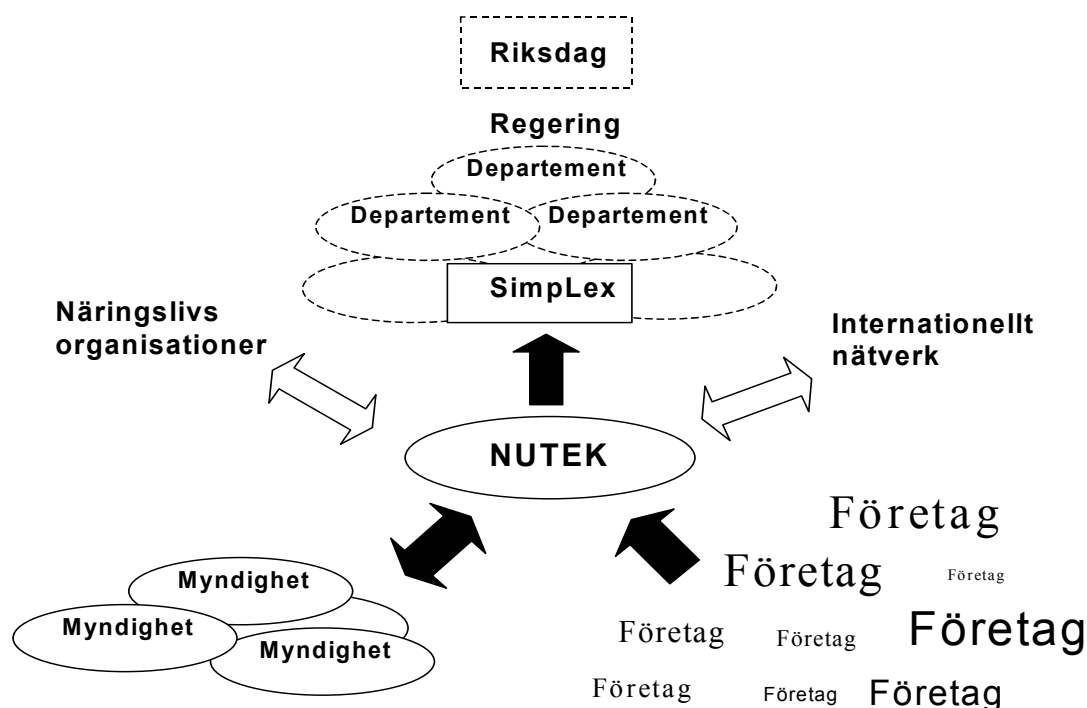 Riksdag
Regering
Departement
Departement
Departement
SimpLex
Näringslivs
organisationer
Internationellt
nätverk
NUTEK
Företag
Företag
Företag
Myndighet
Myndighet
Myndighet
Företag
Företag
Företag
Företag
Företag
Företag